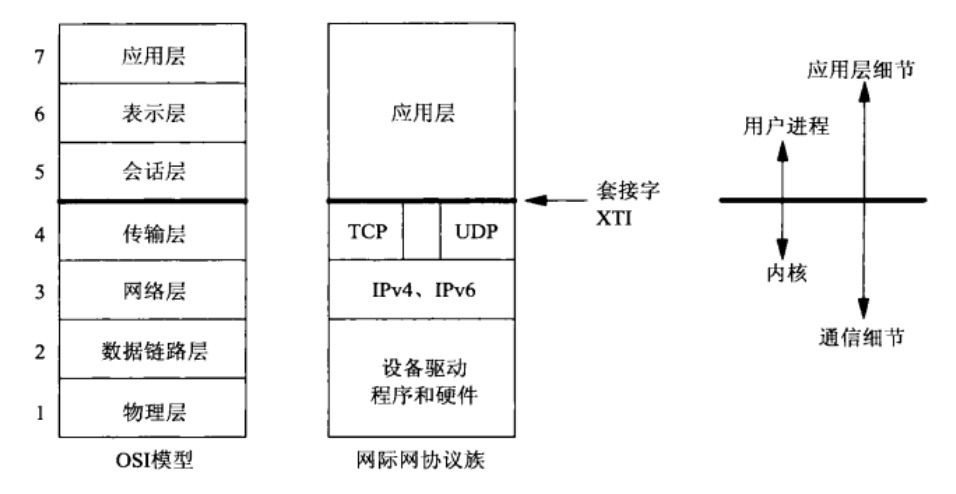 7
应用层
6
表示层
5
会话层
4
传输层
3
网络层
2
数据链路层
1
物理层
OSI模型
应用层
TCP
UDP
IPv4、IPv6
设备驱动
程序和硬件
网际网协议族
套接字
XTI
应用层细节
用户进程
内核
通信细节